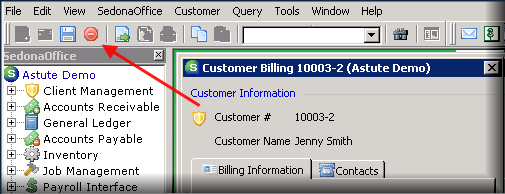 File Edit View SedonaOffice Customer Query Tools Window Help
SedonaOffice
S Customer Billing 10003-2 (Astute Demo)
S Astute Demo
Client Management
Accounts Receivable
General Ledger
Accounts Payable
Inventory
Job Management
$ Payroll Interface
Customer Information
Customer # 10003-2
Customer Name Jenny Smith
Billing Information Contacts